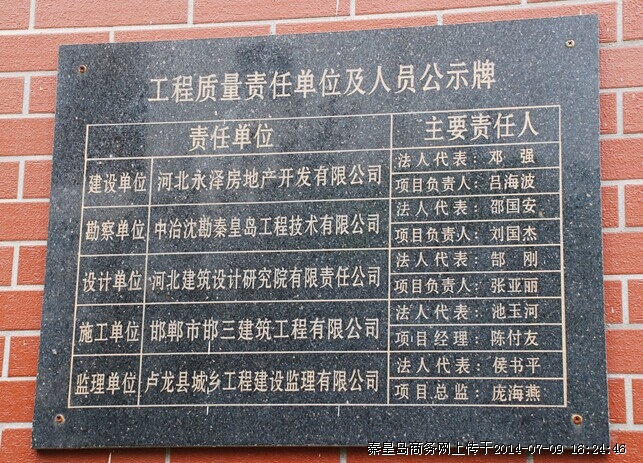 工程质量责任单位及人员公示牌
责任单位 主要责任人
建设单位 河北永泽房地产开发有限公司 法人代表：邓强
项目负责人：吕海波
勘察单位 中冶沈勘秦皇岛工程技术有限公司 法人代表：邵国安
项目负责人：刘国杰
设计单位 河北建筑设计研究院有限责任公司 法人代表：郜刚
项目负责人：张亚丽
施工单位 邯郸市邯三建筑工程有限公司 法人代表：池玉河
项目经理：陈付友
监理单位 卢龙县城乡工程建设监理有限公司 法人代表：侯书平
项目总监：庞海燕
秦皇岛商务网上传于2014-07-09 16:24:46